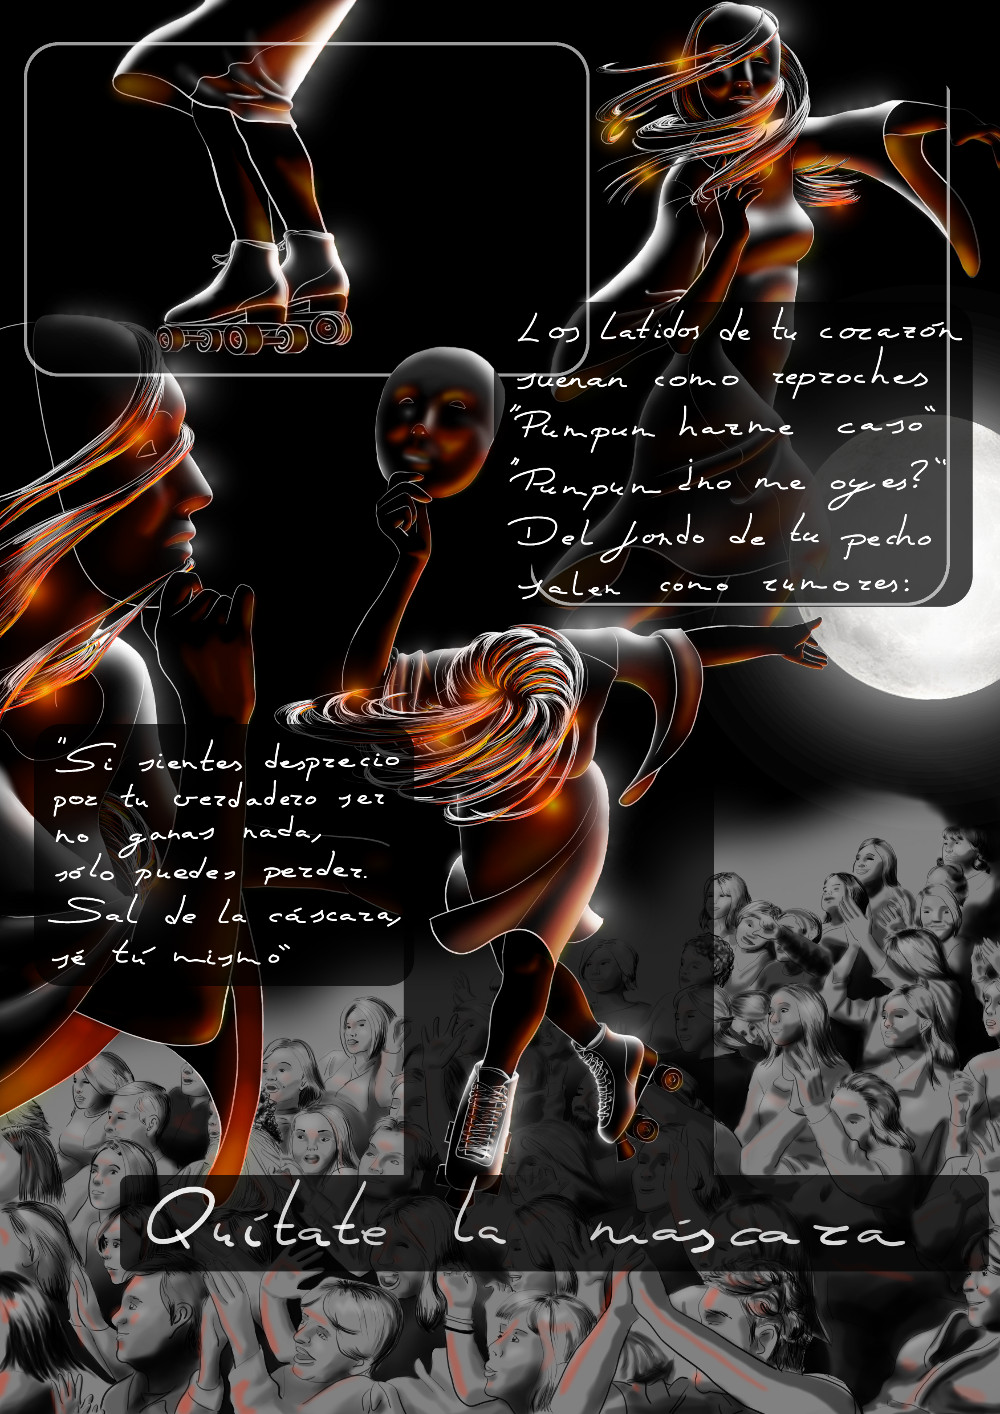 Los latidos de tu corazón
suenan como reproches
"Pumpum hazme caso"
"Pumpum ¿no me oyes?"
Del fondo de tu pecho
salen como rumores:
"Si sientes desprecio
por tu verdadero ser
no ganas nada,
sólo puedes perder.
Sal de la cáscara,
sé tú mismo"
Quítate la máscara